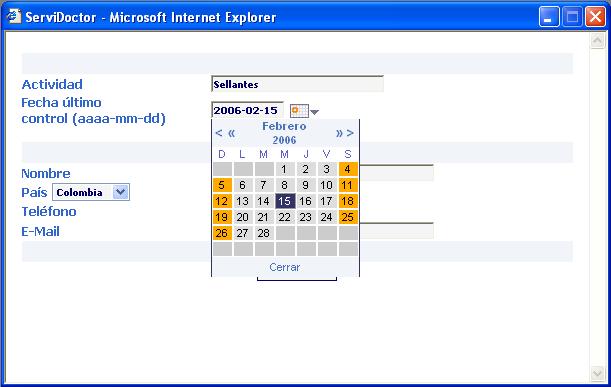 ServiDoctor - Microsoft Internet Explorer
Actividad
Sellantes
Fecha último
control (aaaa-mm-dd)
2006-02-15
< « Febrero » >
2006
D L M M J V S
1 2 3 4
5 6 7 8 9 10 11
12 13 14 15 16 17 18
19 20 21 22 23 24 25
26 27 28
Cerrar
Nombre
País Colombia
Teléfono
E-Mail